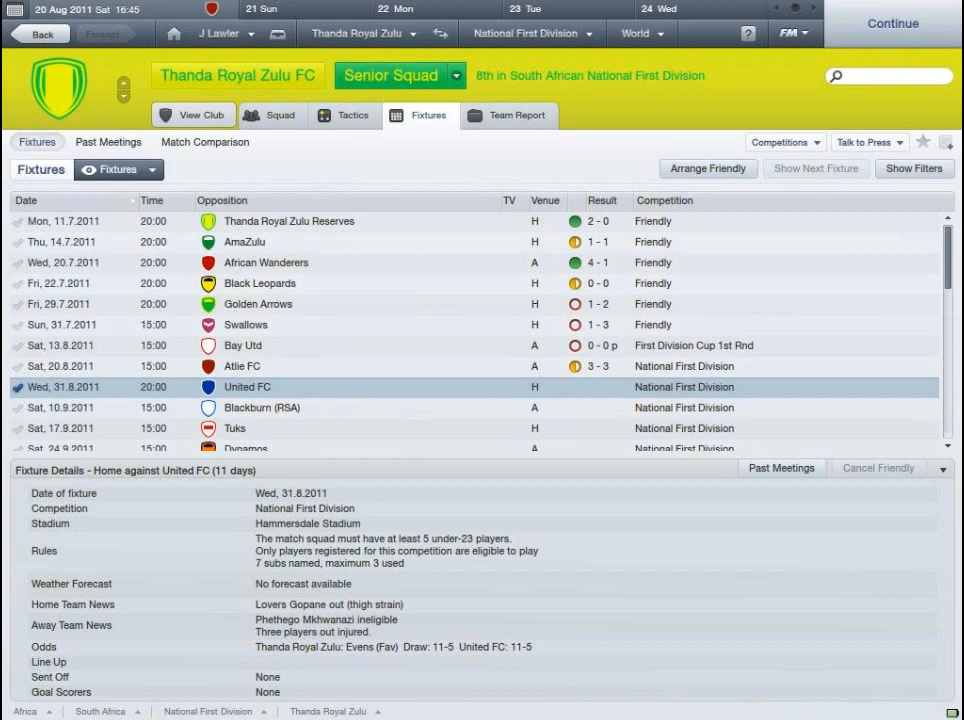 20 Aug 2011 Sat 16:45 21 Sun 22 Mon 23 Tue 24 Wed
Back Forward J Lawler Thanda Royal Zulu National First Division World ? FM Continue
Thanda Royal Zulu FC Senior Squad 8th in South African National First Division
View Club Squad Tactics Fixtures Team Report
Fixtures Past Meetings Match Comparison Competitions Talk to Press
Fixtures Fixtures Arrange Friendly Show Next Fixture Show Filters
Date Time Opposition TV Venue Result Competition
Mon, 11.7.2011 20:00 Thanda Royal Zulu Reserves H 2 - 0 Friendly
Thu, 14.7.2011 20:00 AmaZulu H 1 - 1 Friendly
Wed, 20.7.2011 20:00 African Wanderers A 4 - 1 Friendly
Fri, 22.7.2011 20:00 Black Leopards H 0 - 0 Friendly
Fri, 29.7.2011 20:00 Golden Arrows H 1 - 2 Friendly
Sun, 31.7.2011 15:00 Swallows H 1 - 3 Friendly
Sat, 13.8.2011 15:00 Bay Utd A 0 - 0 p First Division Cup 1st Rnd
Sat, 20.8.2011 15:00 Atlie FC A 3 - 3 National First Division
Wed, 31.8.2011 20:00 United FC H National First Division
Sat, 10.9.2011 15:00 Blackburn (RSA) A National First Division
Sat, 17.9.2011 15:00 Tuks H National First Division
Sat, 24.9.2011 15:00 Dynamos A National First Division
Fixture Details - Home against United FC (11 days) Past Meetings Cancel Friendly
Date of fixture Wed, 31.8.2011
Competition National First Division
Stadium Hammersdale Stadium
Rules The match squad must have at least 5 under-23 players.
Only players registered for this competition are eligible to play
7 subs named, maximum 3 used
Weather Forecast No forecast available
Home Team News Lovers Gopane out (thigh strain)
Away Team News Phethego Mkhwanazi ineligible
Three players out injured.
Odds Thanda Royal Zulu: Evens (Fav) Draw: 11-5 United FC: 11-5
Line Up
Sent Off None
Goal Scorers None
Africa South Africa National First Division Thanda Royal Zulu